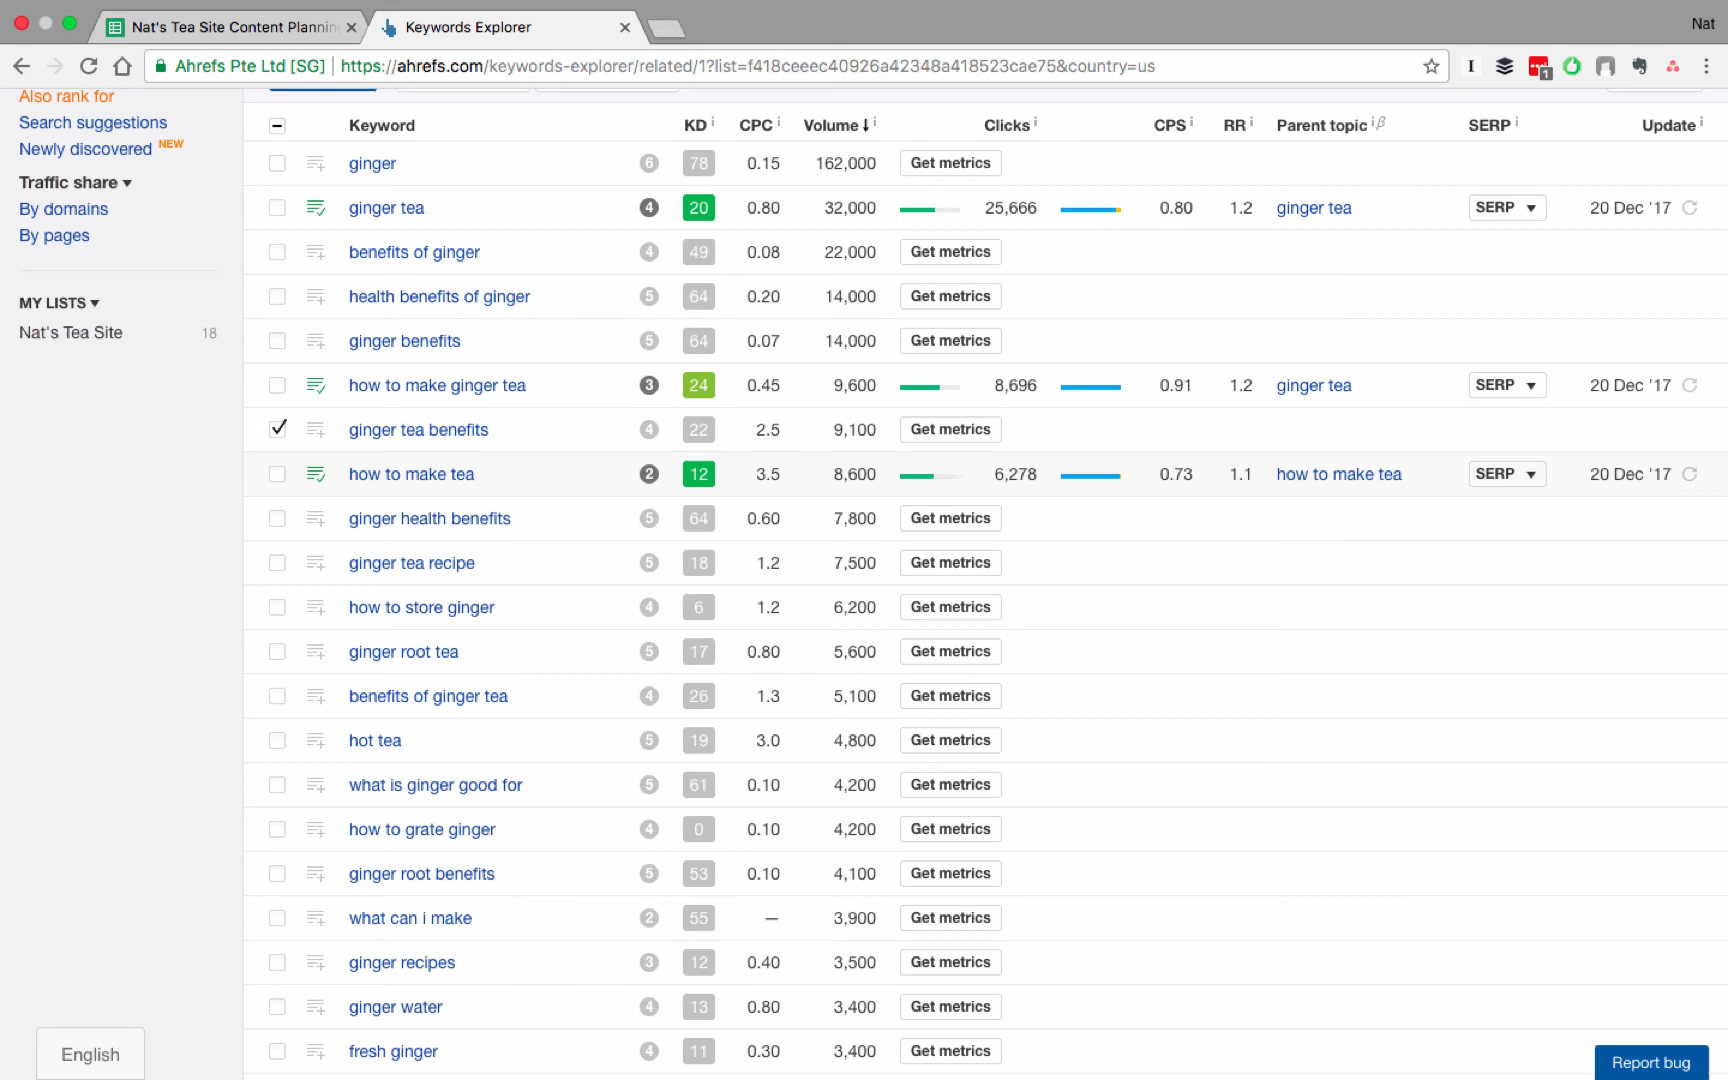 Nat's Tea Site Content Plannin
Keywords Explorer
Nat
Ahrefs Pte Ltd [SG] | https://ahrefs.com/keywords-explorer/related/1?list=f418ceeec40926a42348a418523cae75&country=us
Also rank for
Search suggestions
Newly discovered NEW
Traffic share
By domains
By pages
MY LISTS
Nat's Tea Site 18
English
Keyword KD i CPC i Volume i Clicks i CPS i RR i Parent topic i β SERP i Update i
ginger 6 78 0.15 162,000 Get metrics
ginger tea 4 20 0.80 32,000 25,666 0.80 1.2 ginger tea SERP 20 Dec '17
benefits of ginger 4 49 0.08 22,000 Get metrics
health benefits of ginger 5 64 0.20 14,000 Get metrics
ginger benefits 5 64 0.07 14,000 Get metrics
how to make ginger tea 3 24 0.45 9,600 8,696 0.91 1.2 ginger tea SERP 20 Dec '17
ginger tea benefits 4 22 2.5 9,100 Get metrics
how to make tea 2 12 3.5 8,600 6,278 0.73 1.1 how to make tea SERP 20 Dec '17
ginger health benefits 5 64 0.60 7,800 Get metrics
ginger tea recipe 5 18 1.2 7,500 Get metrics
how to store ginger 4 6 1.2 6,200 Get metrics
ginger root tea 5 17 0.80 5,600 Get metrics
benefits of ginger tea 4 26 1.3 5,100 Get metrics
hot tea 5 19 3.0 4,800 Get metrics
what is ginger good for 5 61 0.10 4,200 Get metrics
how to grate ginger 4 0 0.10 4,200 Get metrics
ginger root benefits 5 53 0.10 4,100 Get metrics
what can i make 2 55 — 3,900 Get metrics
ginger recipes 3 12 0.40 3,500 Get metrics
ginger water 4 13 0.80 3,400 Get metrics
fresh ginger 4 11 0.30 3,400 Get metrics
Report bug